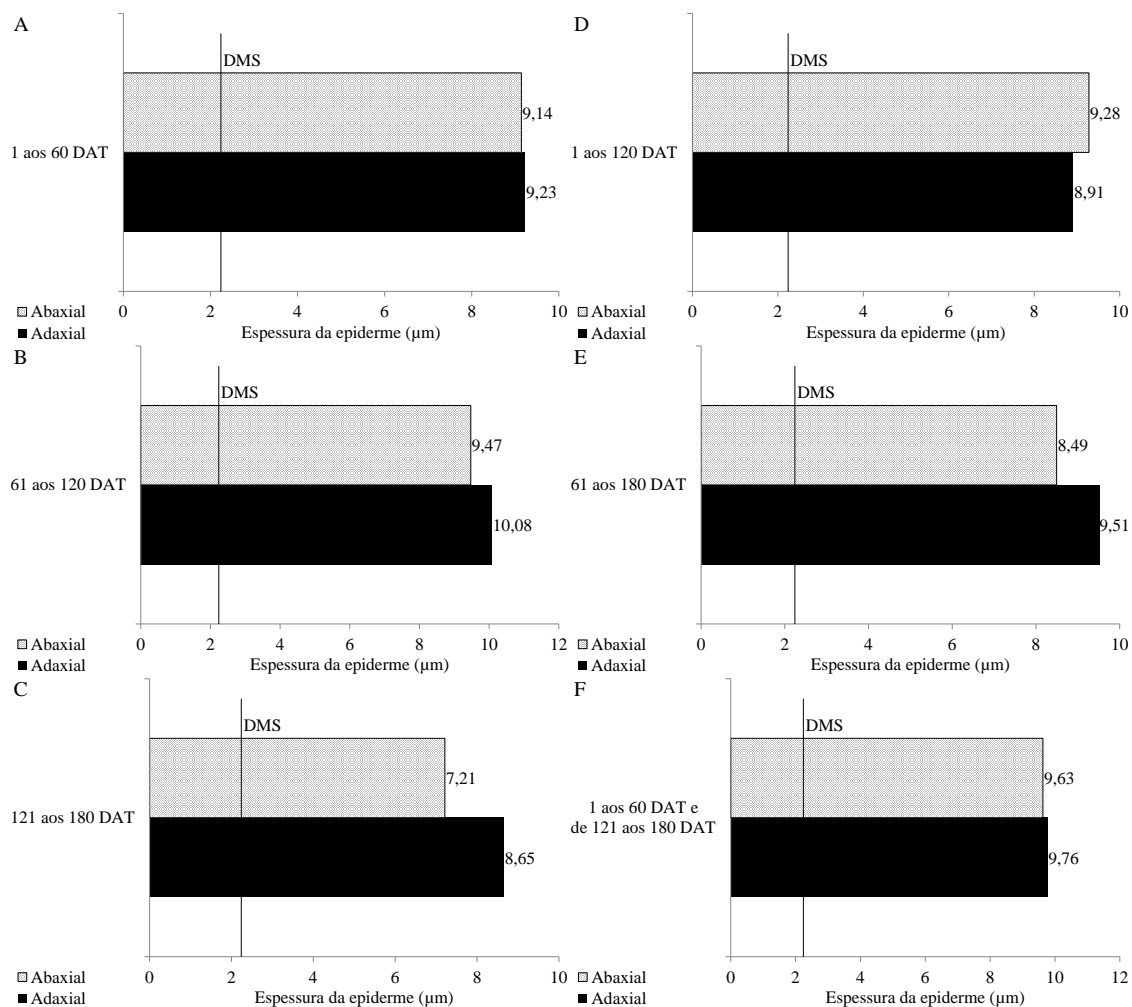 A
DMS
9,14
1 aos 60 DAT
9,23
Abaxial
Adaxial
0 2 4 6 8 10
Espessura da epiderme (µm)
D
DMS
9,28
1 aos 120 DAT
8,91
Abaxial
Adaxial
0 2 4 6 8 10
Espessura da epiderme (µm)
B
DMS
9,47
61 aos 120 DAT
10,08
Abaxial
Adaxial
0 2 4 6 8 10 12
Espessura da epiderme (µm)
E
DMS
8,49
61 aos 180 DAT
9,51
Abaxial
Adaxial
0 2 4 6 8 10
Espessura da epiderme (µm)
C
DMS
7,21
121 aos 180 DAT
8,65
Abaxial
Adaxial
0 2 4 6 8 10
Espessura da epiderme (µm)
F
DMS
9,63
1 aos 60 DAT e
de 121 aos 180 DAT
9,76
Abaxial
Adaxial
0 2 4 6 8 10 12
Espessura da epiderme (µm)